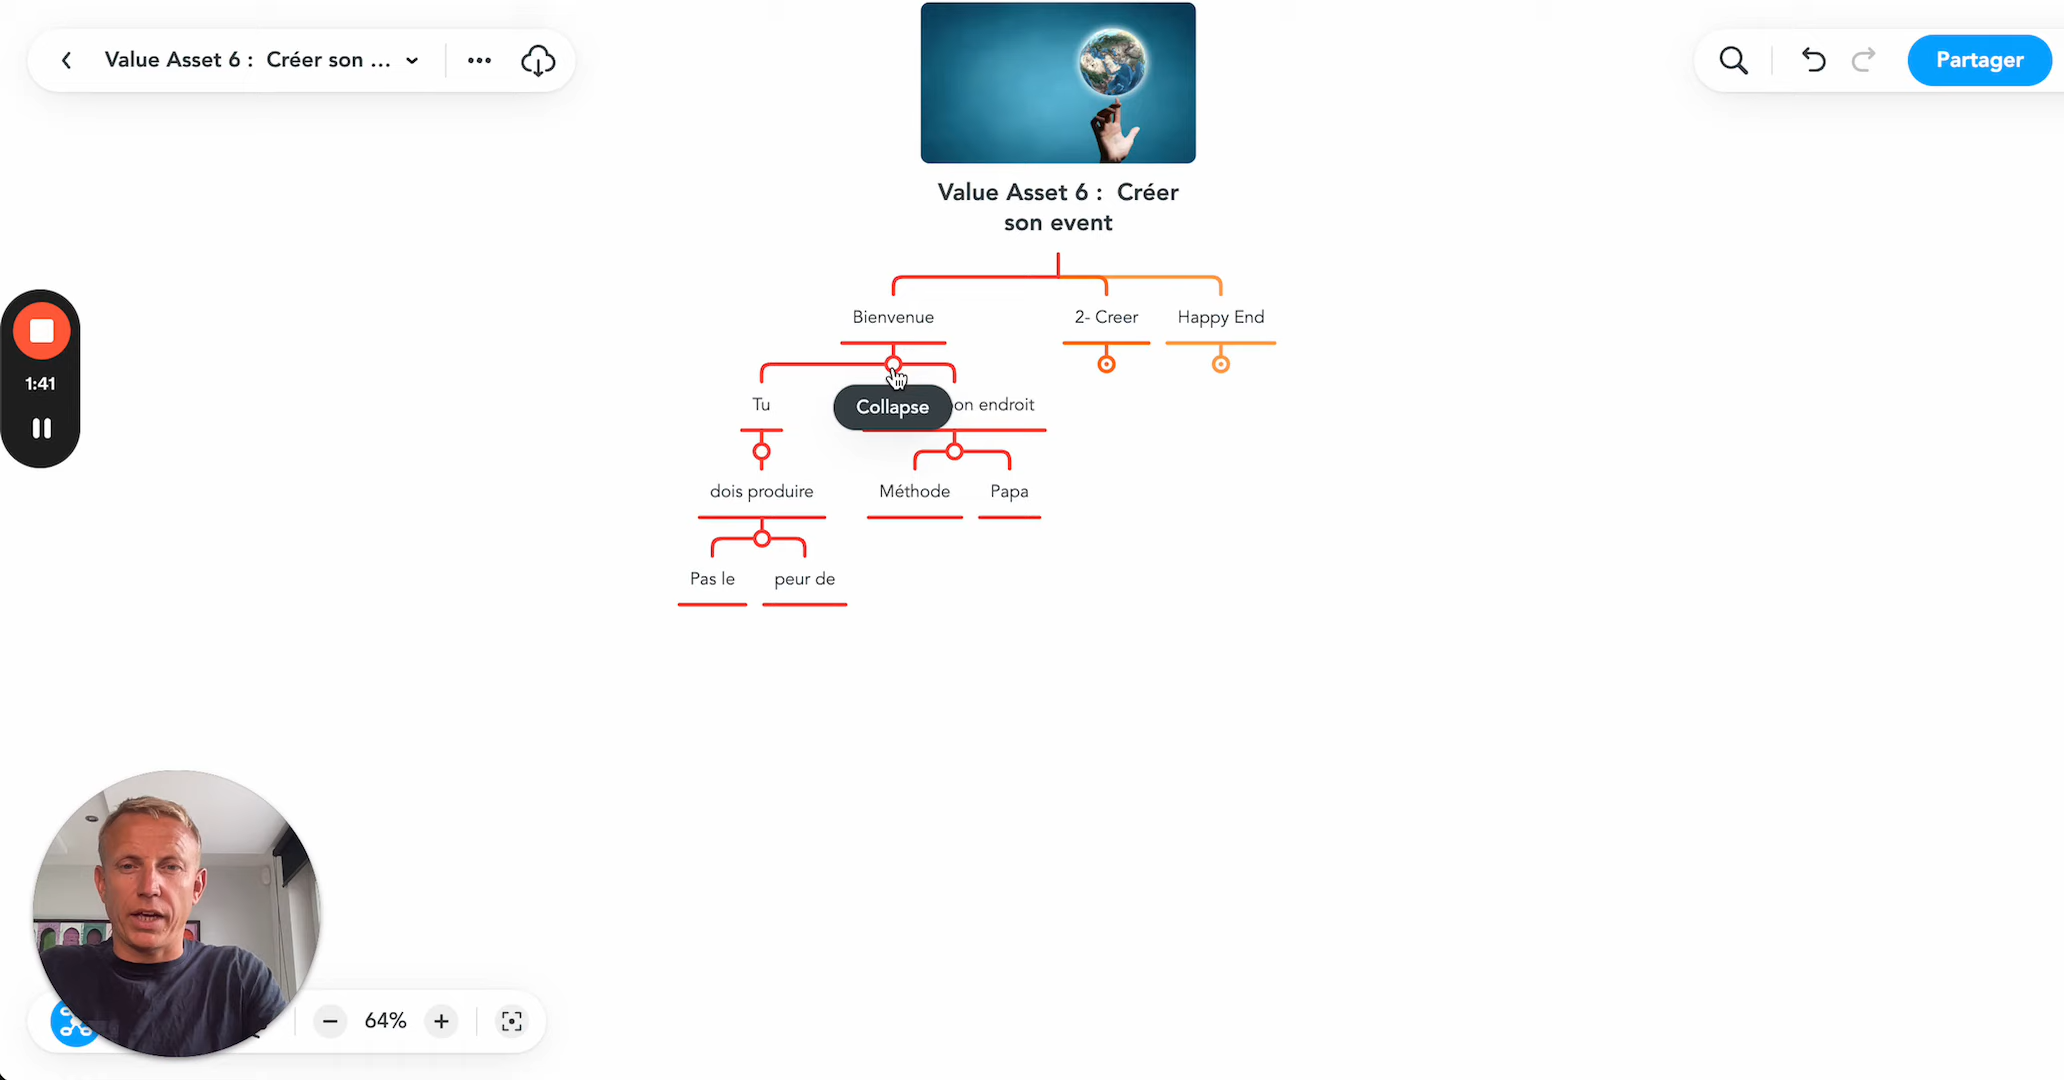 Value Asset 6 :  Créer son ...
Partager
Value Asset 6 :  Créer
son event
Bienvenue
2- Creer
Happy End
1:41
Tu
Collapse
on endroit
dois produire
Méthode
Papa
Pas le
peur de
64%